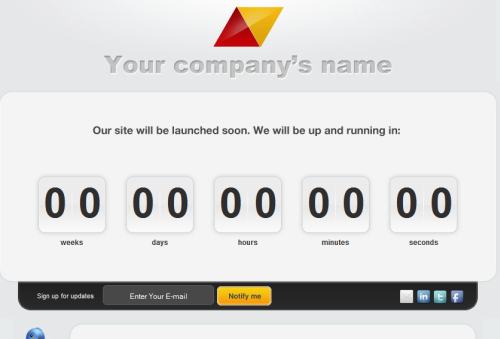 Your company's name
Our site will be launched soon. We will be up and running in:
00 00 00 00 00
weeks days hours minutes seconds
Sign up for updates Enter Your E-mail Notify me in t f